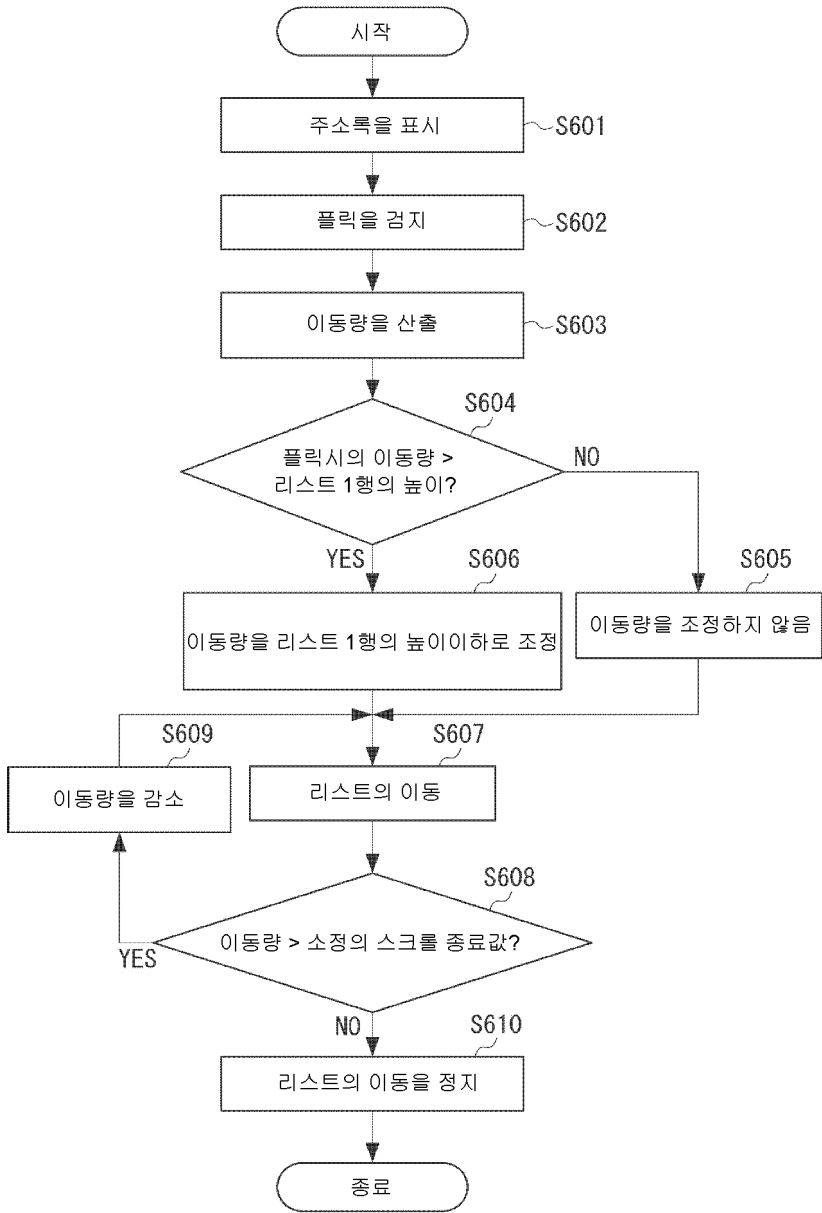 시작
주소록을 표시
S601
플릭을 검지
S602
이동량을 산출
S603
S604
플릭시의 이동량 >
리스트 1행의 높이?
NO
YES
S606
S605
이동량을 리스트 1행의 높이이하로 조정
이동량을 조정하지 않음
S609
S607
이동량을 감소
리스트의 이동
S608
이동량 > 소정의 스크롤 종료값?
YES
NO
S610
리스트의 이동을 정지
종료